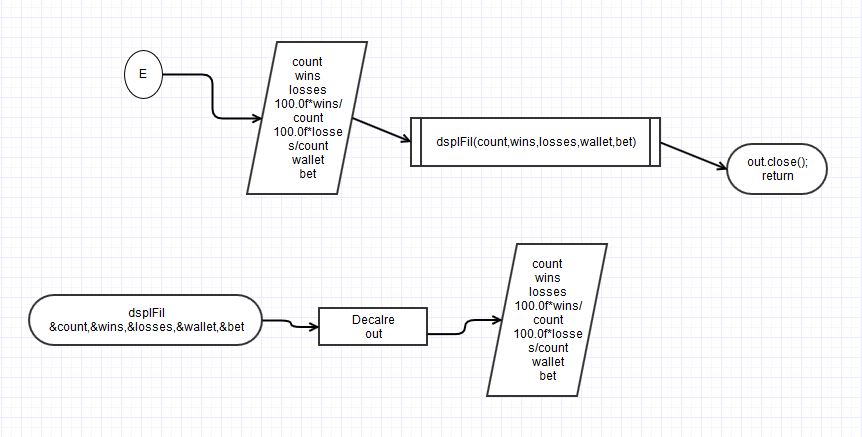 E
count
wins
losses
100.0f*wins/
count
100.0f*losse
s/count
wallet
bet
dsplFil(count,wins,losses,wallet,bet)
out.close();
return
dsplFil
&count,&wins,&losses,&wallet,&bet
Decalre
out
count
wins
losses
100.0f*wins/
count
100.0f*losse
s/count
wallet
bet